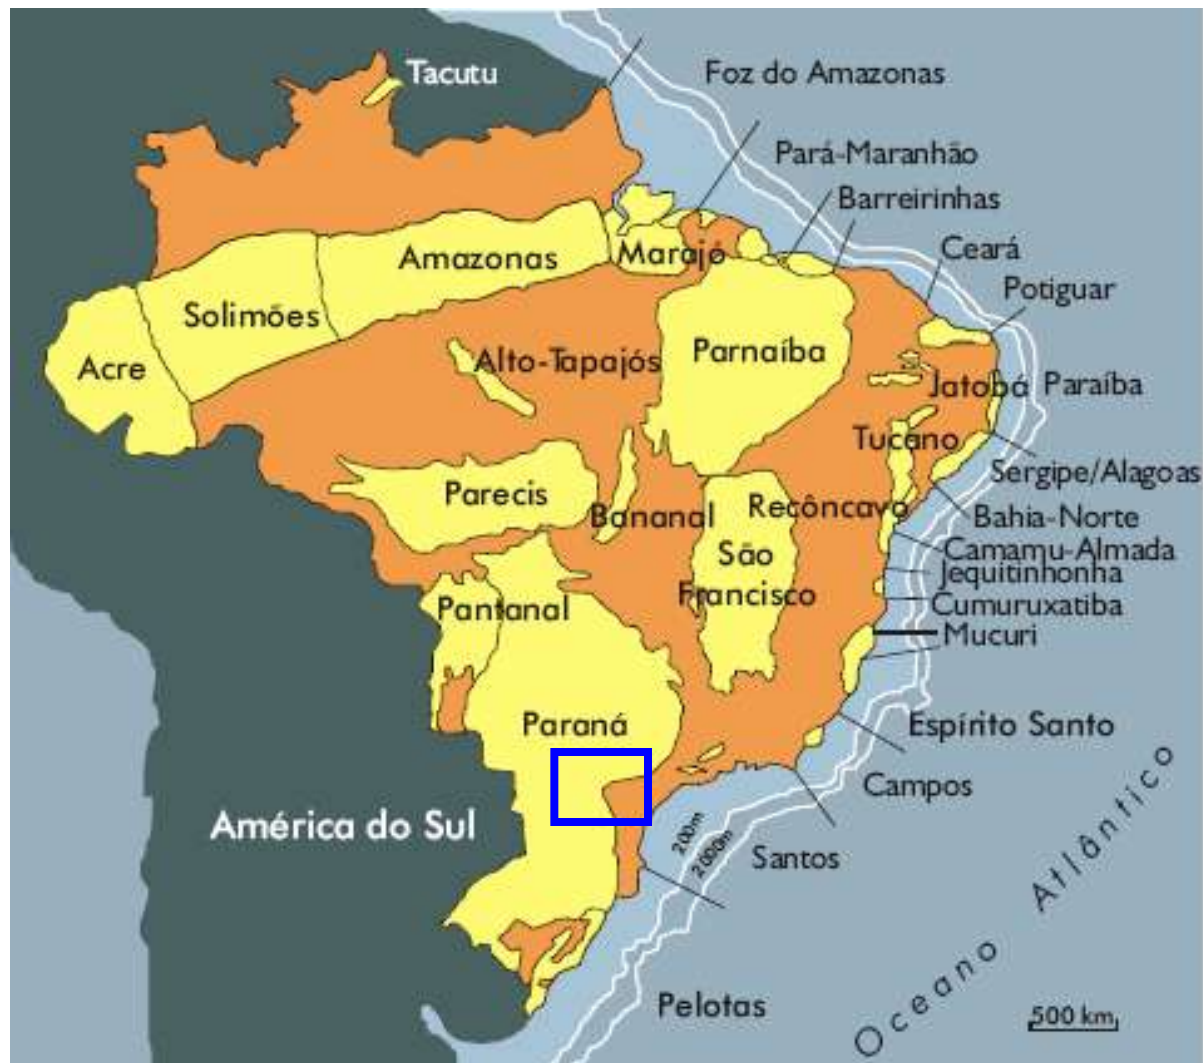 Tacutu
Foz do Amazonas
Pará-Maranhão
Barreirinhas
Ceará
Potiguar
Amazonas
Marajó
Solimões
Acre
Alto-Tapajós
Parnaíba
Jatobá
Paraíba
Tucano
Sergipe/Alagoas
Parecis
Bananal
Recôncavo
Bahia-Norte
São
Francisco
Camamu-Almada
Jequitinhonha
Cumuruxatiba
Mucuri
Pantanal
Paraná
Espírito Santo
Campos
América do Sul
200m
2000m
Santos
Oceano Atlântico
Pelotas
500 km